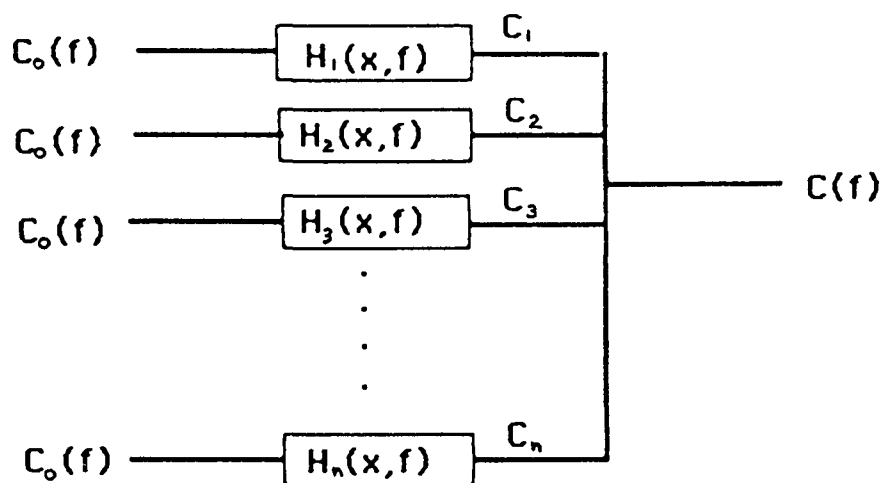 C₀(f) H₁(x,f) C₁
C₀(f) H₂(x,f) C₂
C(f)
C₀(f) H₃(x,f) C₃
C₀(f) Hₙ(x,f) Cₙ